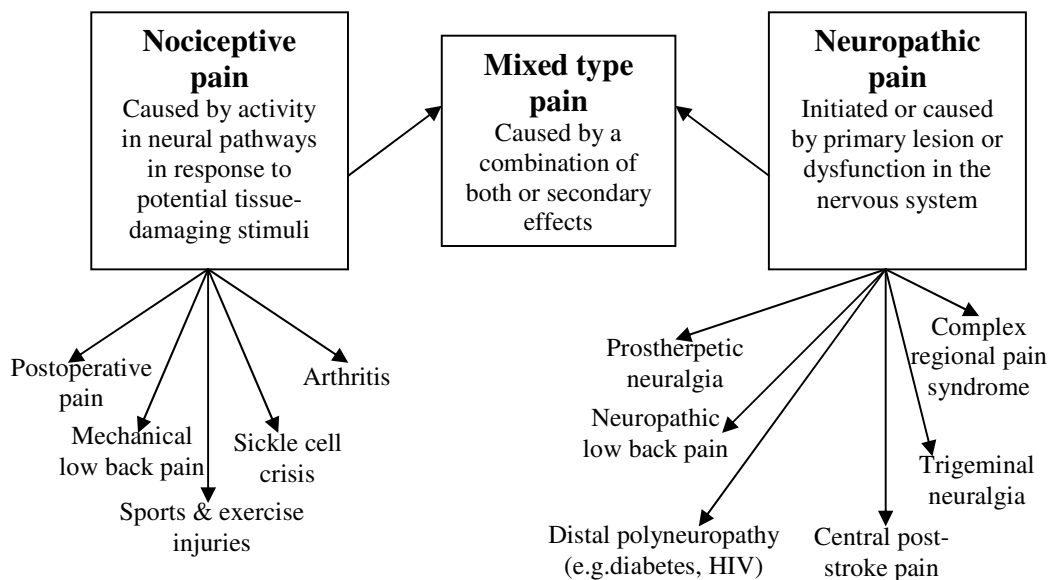 Nociceptive
pain
Caused by activity
in neural pathways
in response to
potential tissue-
damaging stimuli
Mixed type
pain
Caused by a
combination of
both or secondary
effects
Neuropathic
pain
Initiated or caused
by primary lesion or
dysfunction in the
nervous system
Postoperative
pain
Mechanical
low back pain
Sports & exercise
injuries
Sickle cell
crisis
Arthritis
Prostherpetic
neuralgia
Neuropathic
low back pain
Distal polyneuropathy
(e.g.diabetes, HIV)
Central post-
stroke pain
Trigeminal
neuralgia
Complex
regional pain
syndrome